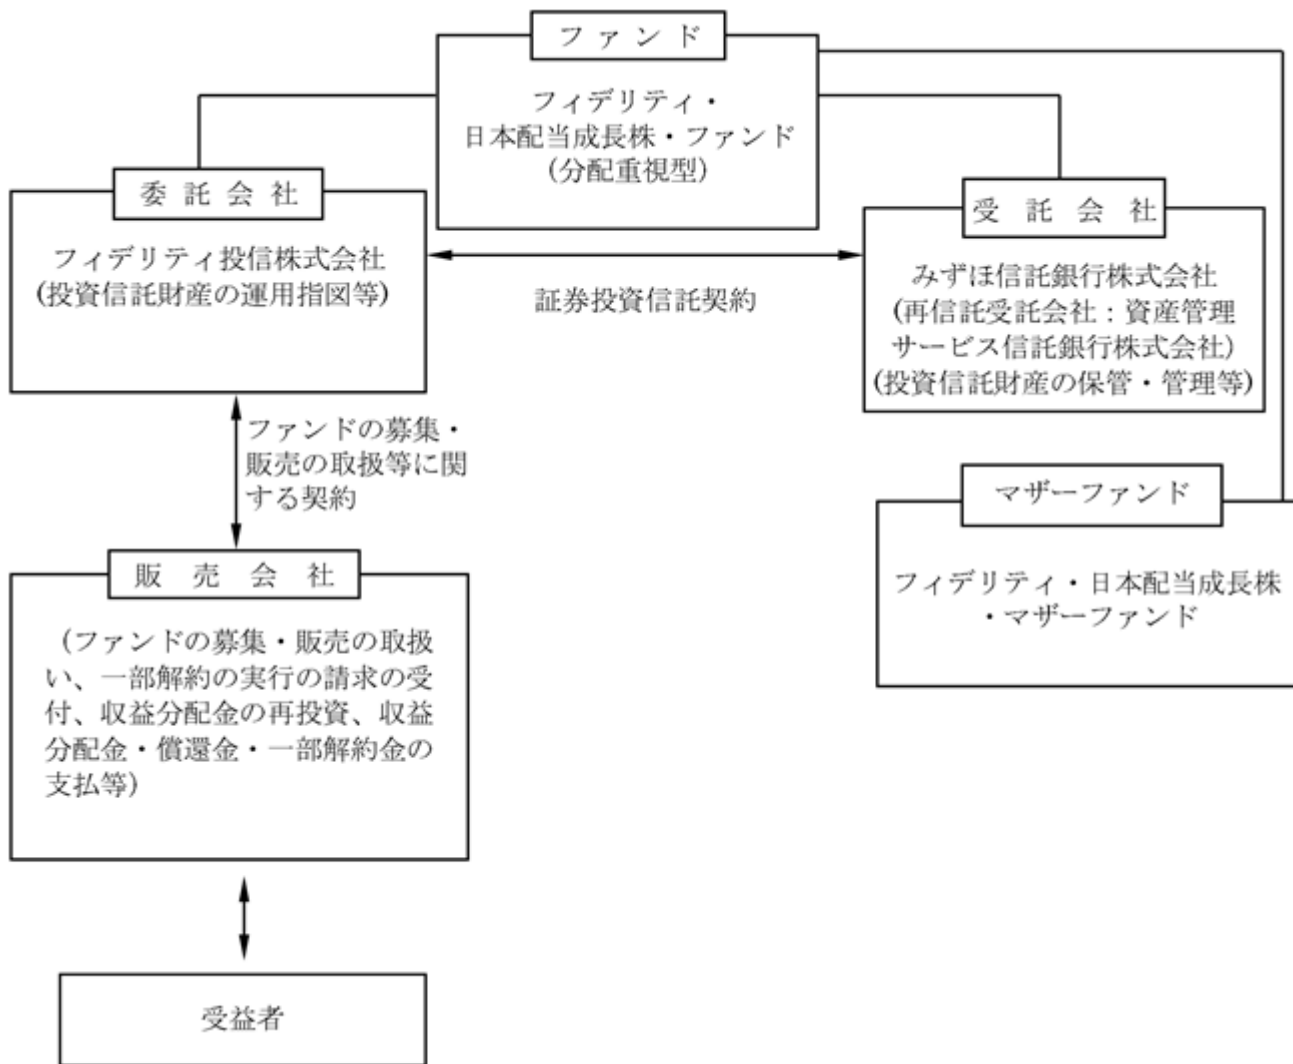 ファンド
フィデリティ・
日本配当成長株・ファンド
(分配重視型)
委託会社
フィデリティ投信株式会社
(投資信託財産の運用指図等)
証券投資信託契約
受託会社
みずほ信託銀行株式会社
(再信託受託会社：資産管理
サービス信託銀行株式会社)
(投資信託財産の保管・管理等)
ファンドの募集・
販売の取扱等に関
する契約
マザーファンド
フィデリティ・日本配当成長株
・マザーファンド
販売会社
(ファンドの募集・販売の取扱
い、一部解約の実行の請求の受
付、収益分配金の再投資、収益
分配金・償還金・一部解約金の
支払等)
受益者